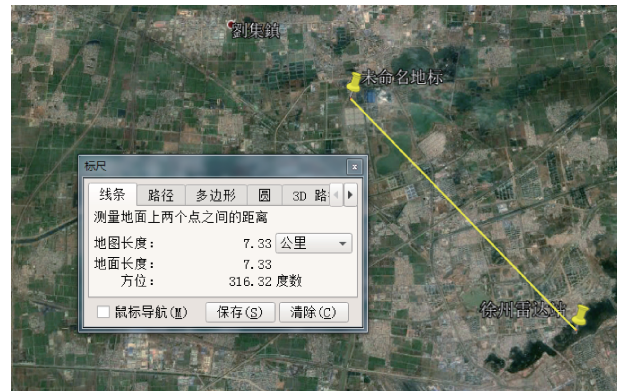 劉集鎮
未命名地标
标尺
线条 路径 多边形 圆 3D 路
测量地面上两个点之间的距离
地图长度： 7.33 公里
地面长度： 7.33
方位： 316.32 度数
鼠标导航(M) 保存(S) 清除(C)
徐州雷达站